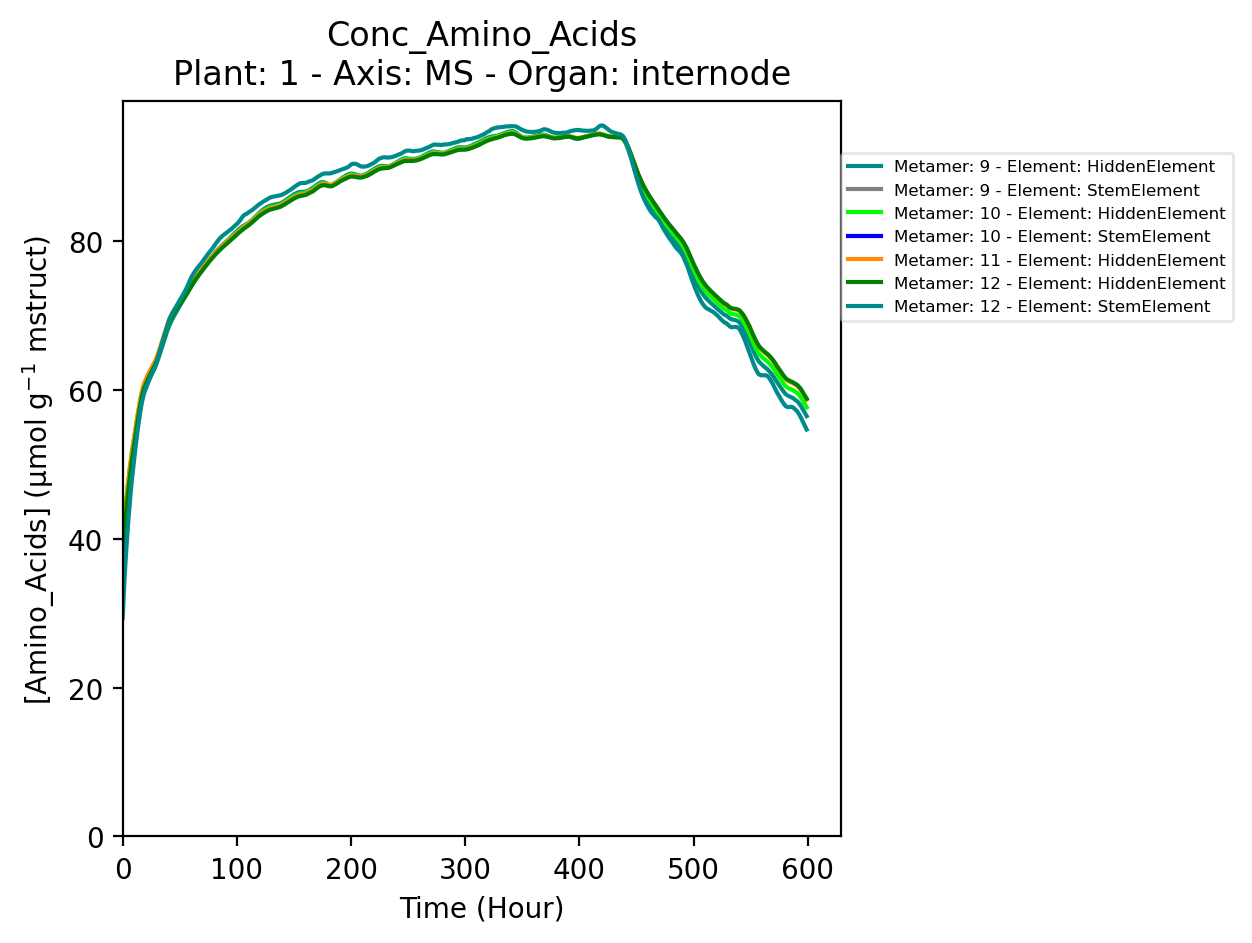 Conc_Amino_Acids
Plant: 1 - Axis: MS - Organ: internode
[Amino_Acids] (µmol g⁻¹ mstruct)
80
60
40
20
0
0 100 200 300 400 500 600
Time (Hour)
Metamer: 9 - Element: HiddenElement
Metamer: 9 - Element: StemElement
Metamer: 10 - Element: HiddenElement
Metamer: 10 - Element: StemElement
Metamer: 11 - Element: HiddenElement
Metamer: 12 - Element: HiddenElement
Metamer: 12 - Element: StemElement